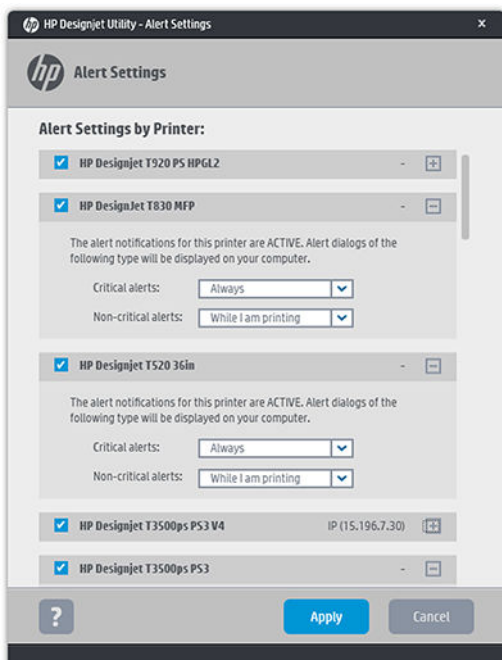 HP Designjet Utility - Alert Settings x
hp Alert Settings
Alert Settings by Printer:
HP Designjet T920 PS HPGL2 - +
HP DesignJet T830 MFP - -
The alert notifications for this printer are ACTIVE. Alert dialogs of the
following type will be displayed on your computer.
Critical alerts: Always
Non-critical alerts: While I am printing
HP Designjet T520 36in - -
The alert notifications for this printer are ACTIVE. Alert dialogs of the
following type will be displayed on your computer.
Critical alerts: Always
Non-critical alerts: While I am printing
HP Designjet T3500ps PS3 V4 IP (15.196.7.30) +
HP Designjet T3500ps PS3 - -
? Apply Cancel